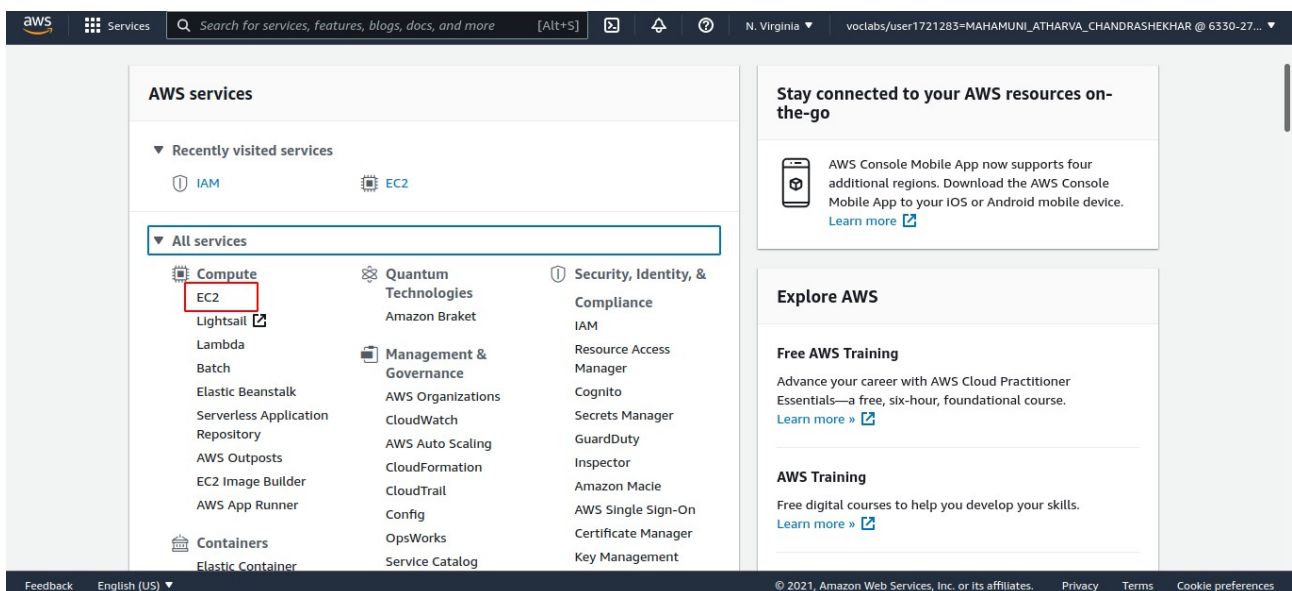 aws
Services
Search for services, features, blogs, docs, and more [Alt+S]
N. Virginia ▼
voclabs/user1721283=MAHAMUNI_ATHARVA_CHANDRASHEKHAR @ 6330-27... ▼
AWS services
▼ Recently visited services
IAM
EC2
▼ All services
Compute
EC2
Lightsail
Lambda
Batch
Elastic Beanstalk
Serverless Application
Repository
AWS Outposts
EC2 Image Builder
AWS App Runner
Containers
Elastic Container
Quantum
Technologies
Amazon Braket
Management &
Governance
AWS Organizations
CloudWatch
AWS Auto Scaling
CloudFormation
CloudTrail
Config
OpsWorks
Service Catalog
Security, Identity, &
Compliance
IAM
Resource Access
Manager
Cognito
Secrets Manager
GuardDuty
Inspector
Amazon Macie
AWS Single Sign-On
Certificate Manager
Key Management
Stay connected to your AWS resources on-
the-go
AWS Console Mobile App now supports four
additional regions. Download the AWS Console
Mobile App to your iOS or Android mobile device.
Learn more
Explore AWS
Free AWS Training
Advance your career with AWS Cloud Practitioner
Essentials—a free, six-hour, foundational course.
Learn more »
AWS Training
Free digital courses to help you develop your skills.
Learn more »
Feedback
English (US) ▼
© 2021, Amazon Web Services, Inc. or its affiliates.
Privacy
Terms
Cookie preferences